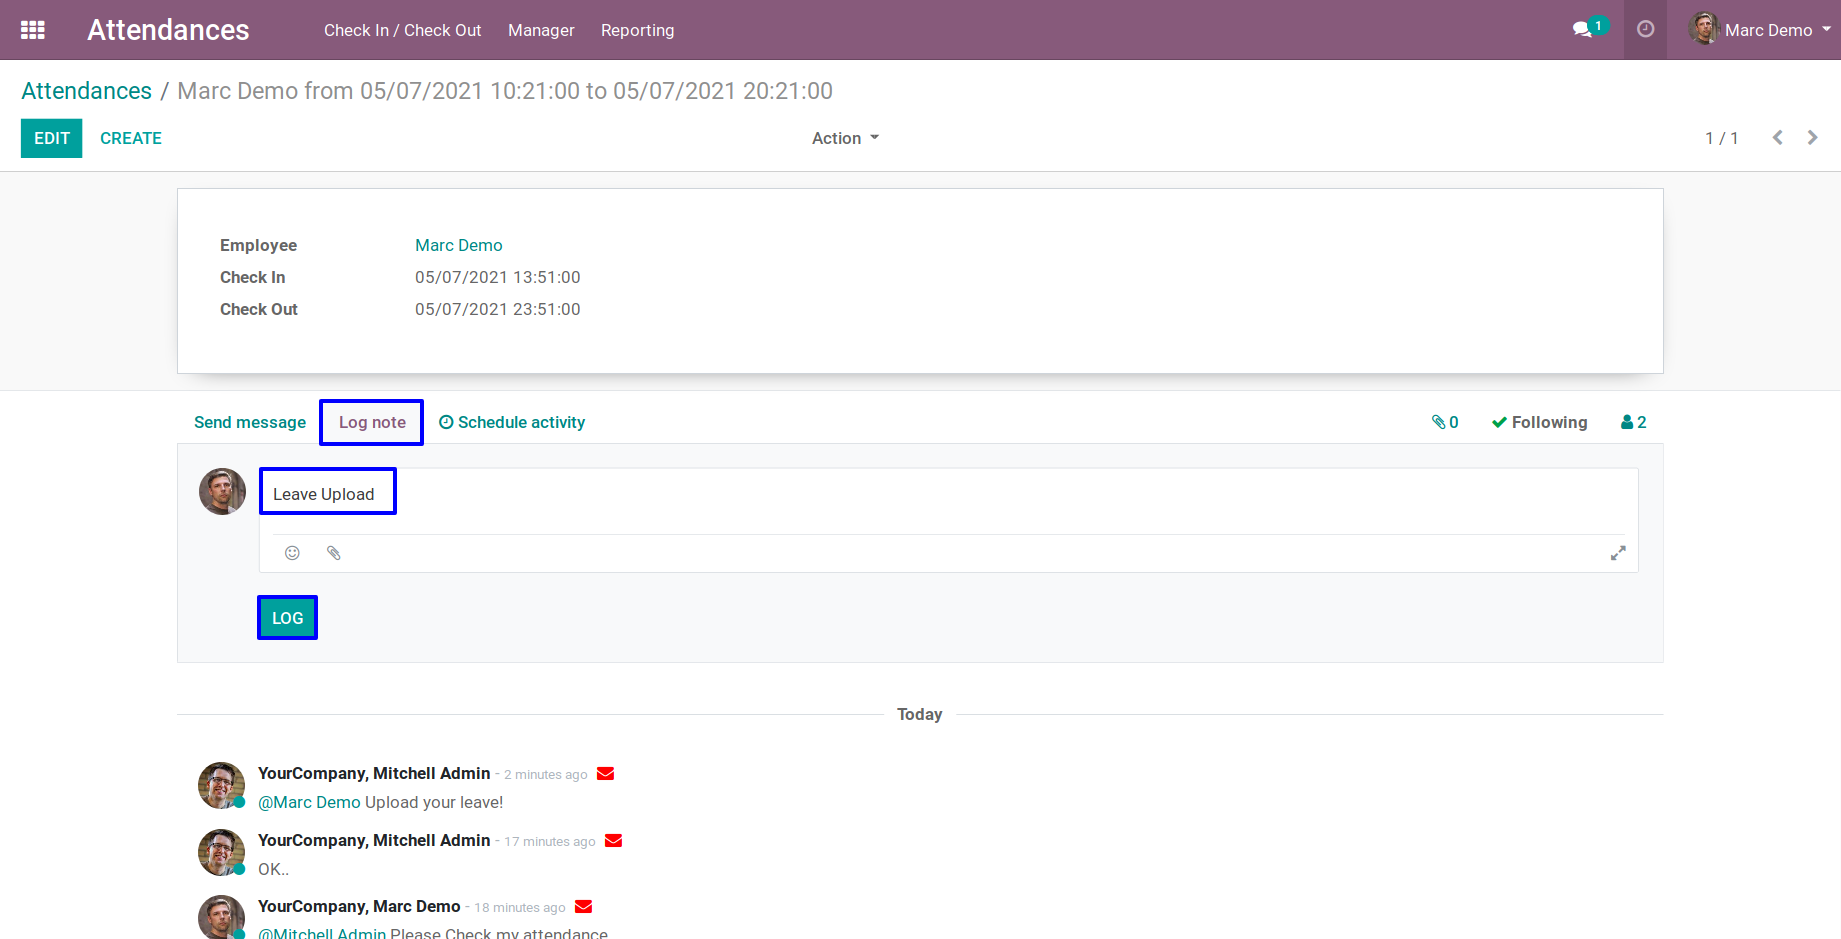 Attendances Check In / Check Out Manager Reporting 1 Marc Demo
Attendances / Marc Demo from 05/07/2021 10:21:00 to 05/07/2021 20:21:00
EDIT CREATE Action 1 / 1
Employee Marc Demo
Check In 05/07/2021 13:51:00
Check Out 05/07/2021 23:51:00
Send message Log note Schedule activity 0 Following 2
Leave Upload
LOG
Today
YourCompany, Mitchell Admin - 2 minutes ago
@Marc Demo Upload your leave!
YourCompany, Mitchell Admin - 17 minutes ago
OK..
YourCompany, Marc Demo - 18 minutes ago
@Mitchell Admin Please Check my attendance